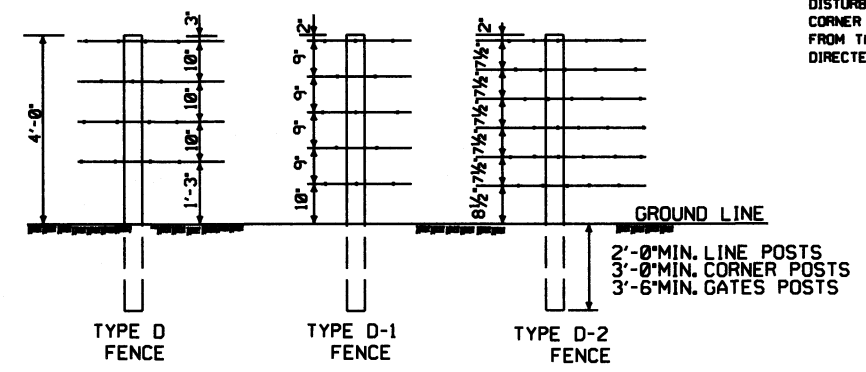 DISTURB
CORNER
FROM T
DIRECTE
4'-0"
3"
10"
10"
10"
1'-3"
2"
9"
9"
9"
9"
10"
2"
7½"
7½"
7½"
7½"
7½"
8½"
GROUND LINE
2'-0"MIN. LINE POSTS
3'-0"MIN. CORNER POSTS
3'-6"MIN. GATES POSTS
TYPE D
FENCE
TYPE D-1
FENCE
TYPE D-2
FENCE